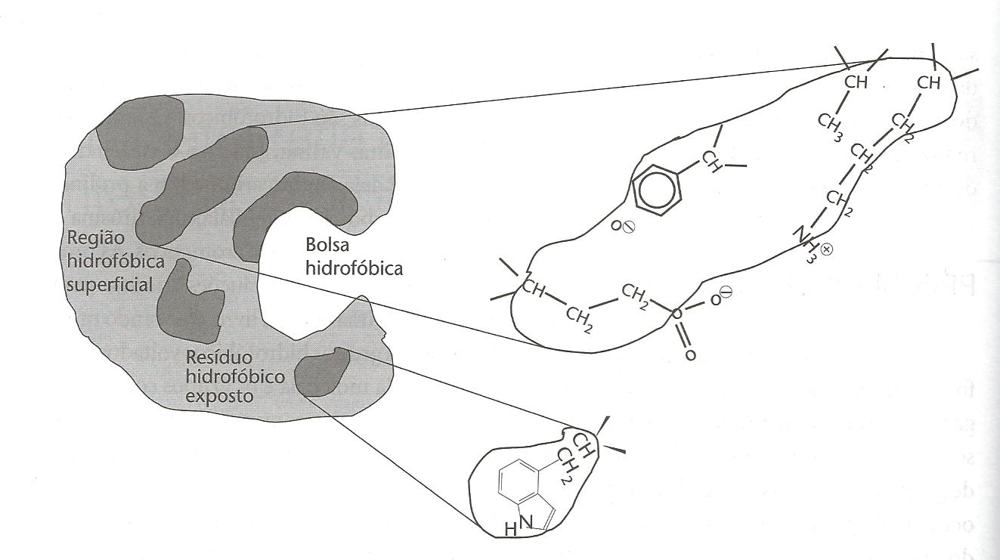 Região
hidrofóbica
superficial
Bolsa
hidrofóbica
Resíduo
hidrofóbico
exposto
CH
CH₃
CH
CH₂
CH₂
CH₂
NH₃⊕
CH
O⊖
CH
CH₂
CH₂
O
O⊖
O
CH
CH₂
H N